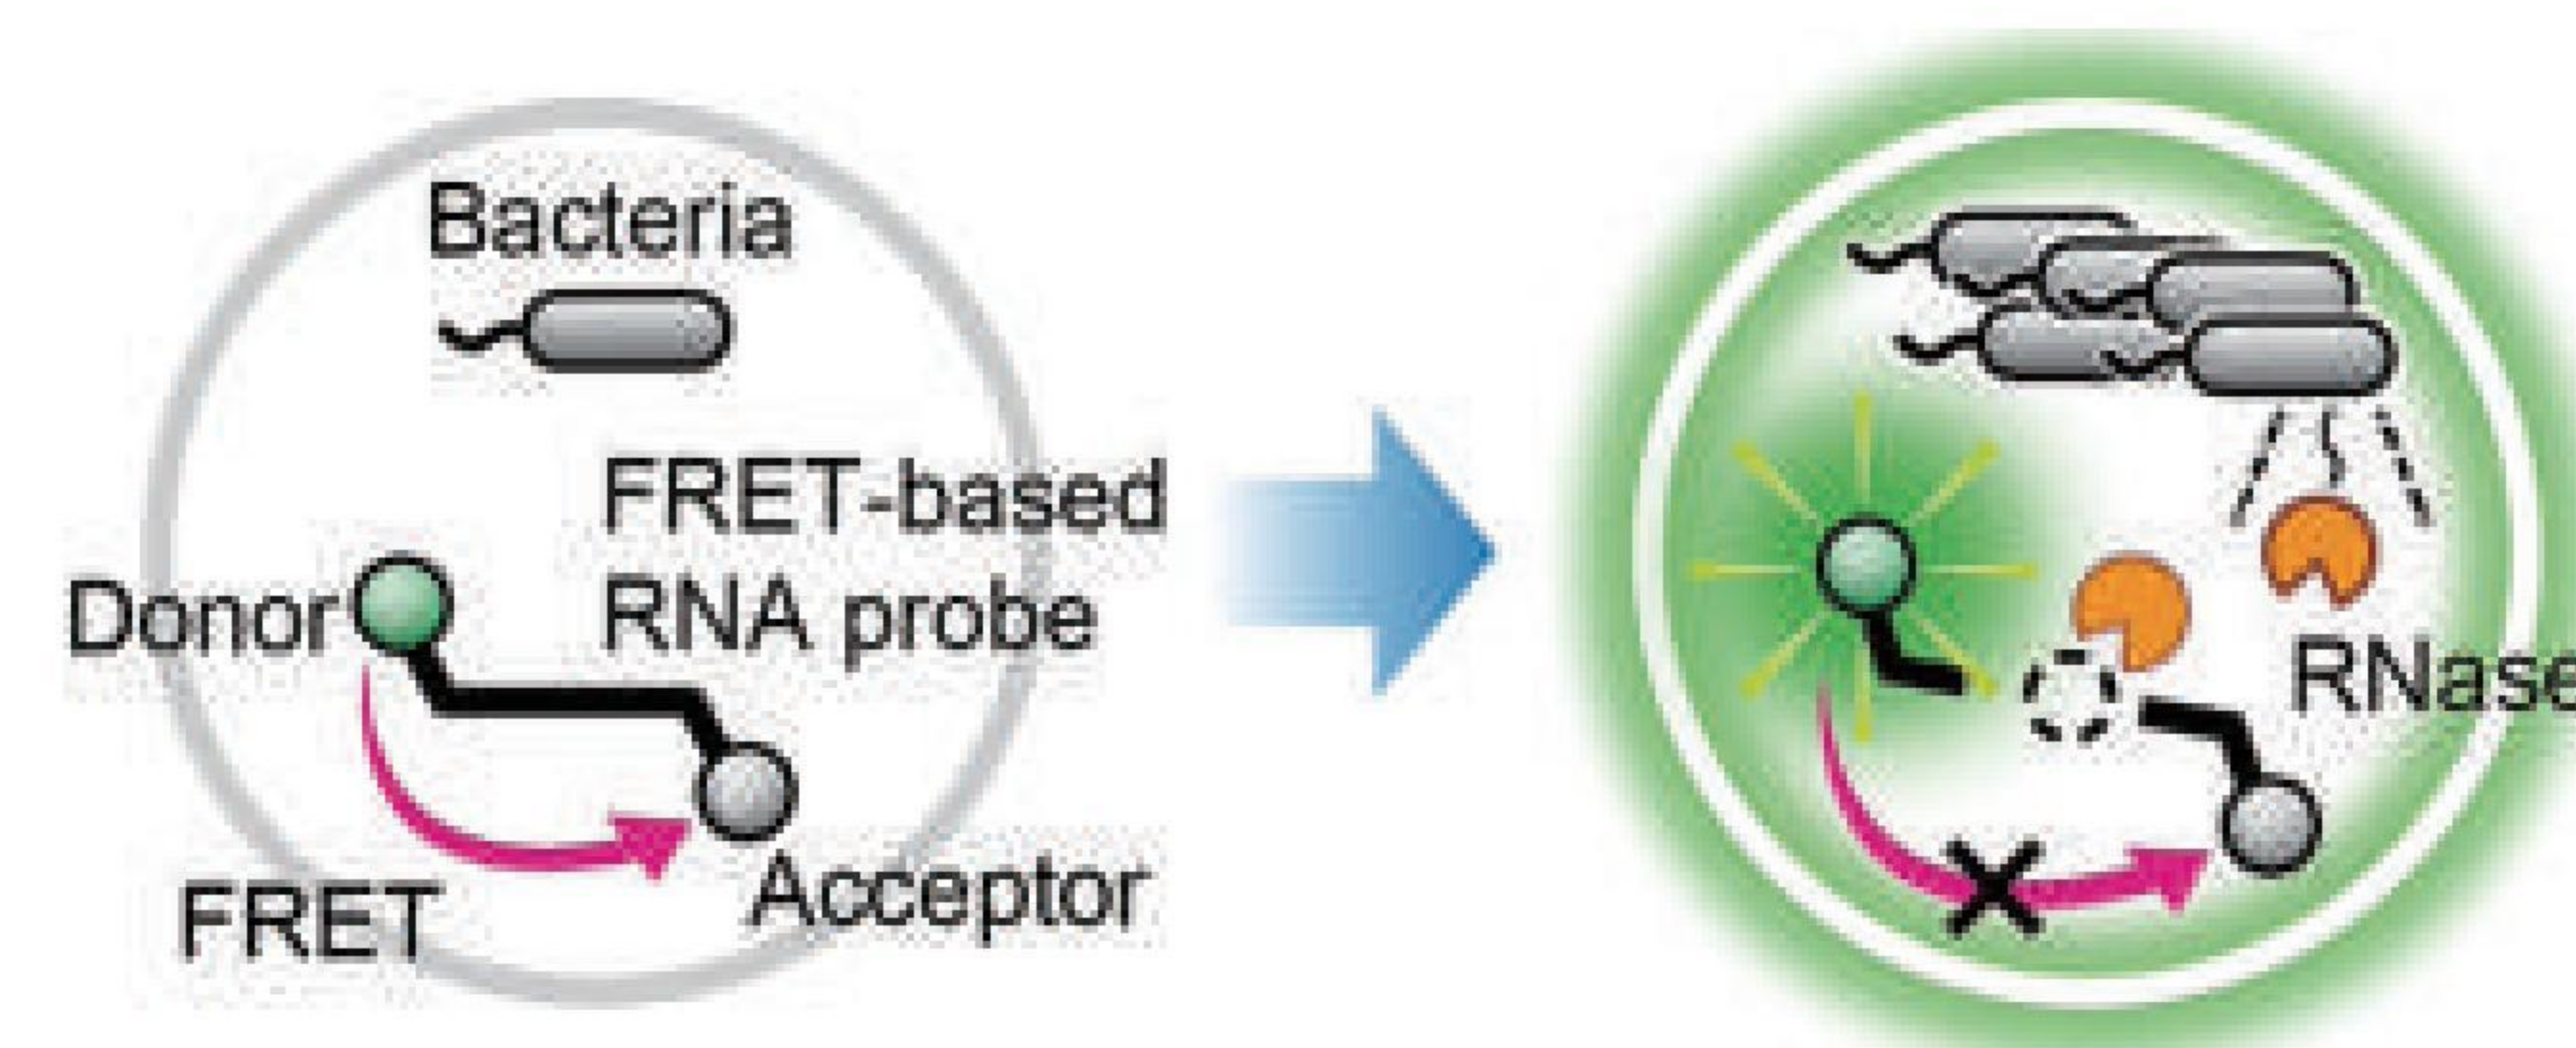 Bacteria
FRET-based
RNA probe
Donor
Acceptor
FRET
RNase